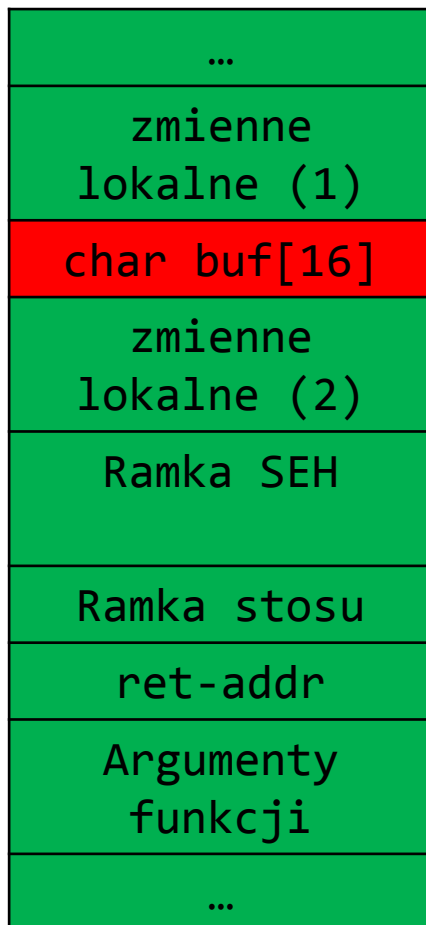 …
zmienne
lokalne (1)
char buf[16]
zmienne
lokalne (2)
Ramka SEH
Ramka stosu
ret-addr
Argumenty
funkcji
…